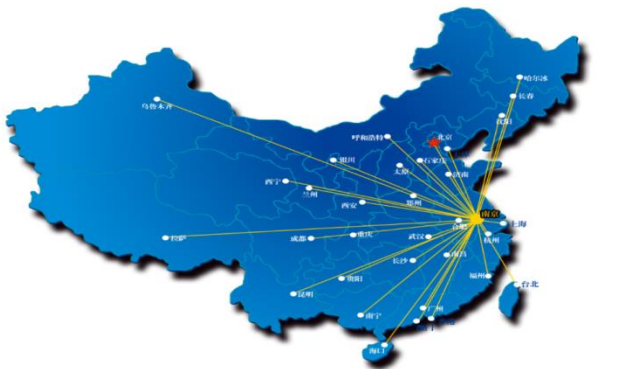 哈尔滨
长春
乌鲁木齐
沈阳
呼和浩特
北京
银川
石家庄
太原
济南
西宁
兰州
西安
郑州
南京
合肥
上海
拉萨
成都
重庆
武汉
杭州
长沙
南昌
贵阳
福州
台北
昆明
南宁
广州
海口